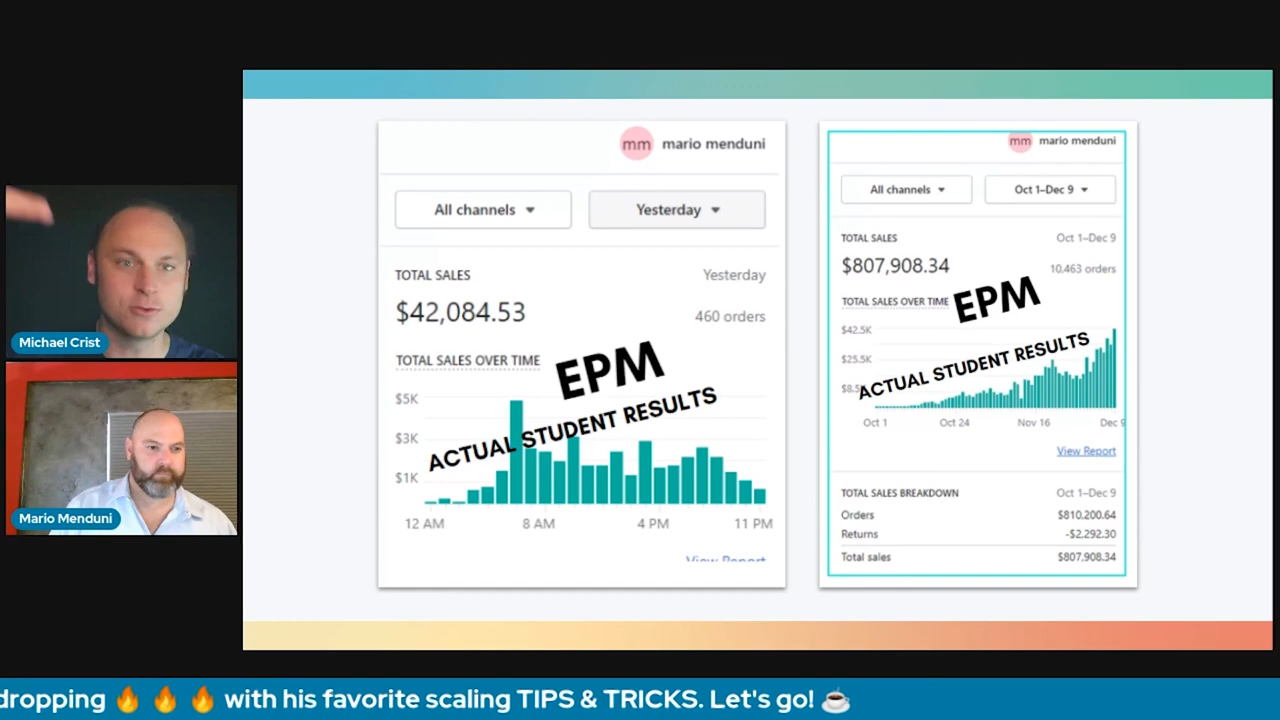 Michael Crist
Mario Menduni
mm mario menduni
All channels
Yesterday
TOTAL SALES
Yesterday
$42,084.53
460 orders
TOTAL SALES OVER TIME
EPM
ACTUAL STUDENT RESULTS
$5K
$3K
$1K
12 AM
8 AM
4 PM
11 PM
View Report
mm mario menduni
All channels
Oct 1–Dec 9
TOTAL SALES
Oct 1–Dec 9
$807,908.34
10,463 orders
TOTAL SALES OVER TIME
EPM
ACTUAL STUDENT RESULTS
$42.5K
$25.5K
$8.5
Oct 1
Oct 24
Nov 16
Dec 9
View Report
TOTAL SALES BREAKDOWN
Oct 1–Dec 9
Orders
$810,200.64
Returns
-$2,292.30
Total sales
$807,908.34
dropping 🔥 🔥 🔥 with his favorite scaling TIPS & TRICKS. Let's go! ☕